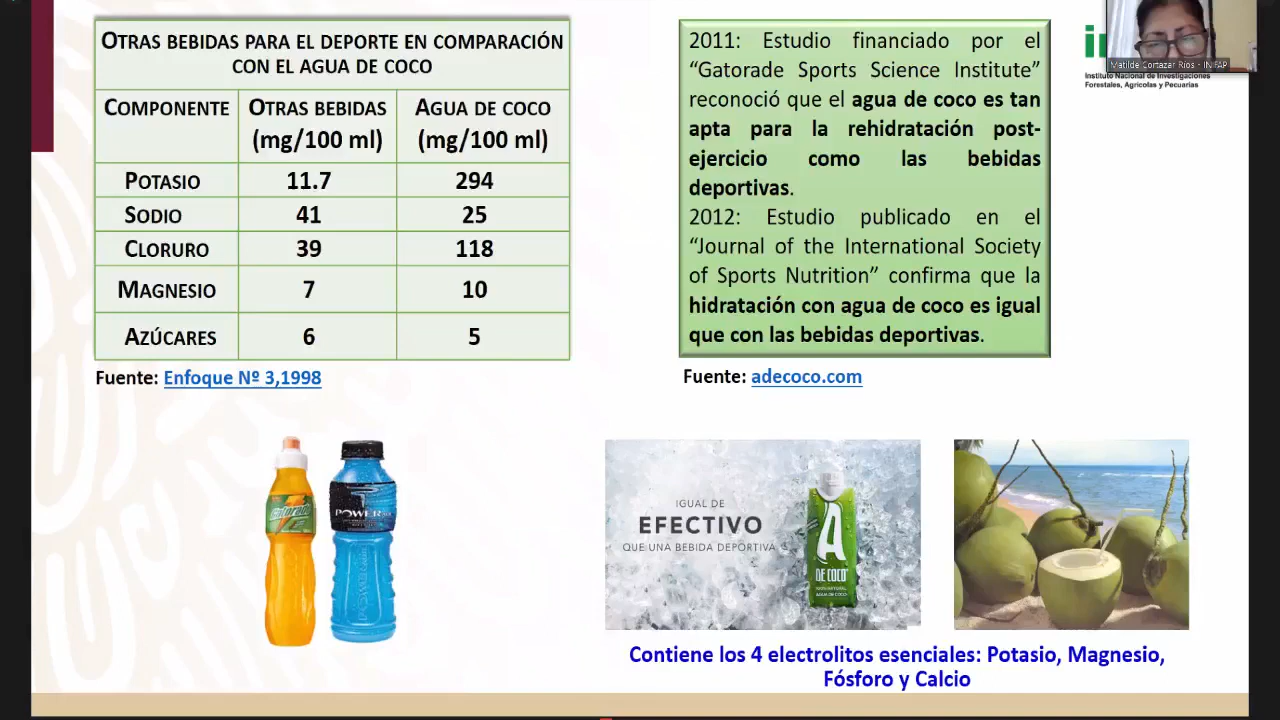 OTRAS BEBIDAS PARA EL DEPORTE EN COMPARACIÓN
CON EL AGUA DE COCO
COMPONENTE OTRAS BEBIDAS (mg/100 ml) AGUA DE COCO (mg/100 ml)
POTASIO 11.7 294
SODIO 41 25
CLORURO 39 118
MAGNESIO 7 10
AZÚCARES 6 5
Fuente: Enfoque Nº 3,1998
2011: Estudio financiado por el
“Gatorade Sports Science Institute”
reconoció que el agua de coco es tan
apta para la rehidratación post-
ejercicio como las bebidas
deportivas.
2012: Estudio publicado en el
“Journal of the International Society
of Sports Nutrition” confirma que la
hidratación con agua de coco es igual
que con las bebidas deportivas.
Fuente: adecoco.com
Matilde Cortazar Rios - INIFAP
Instituto Nacional de Investigaciones
Forestales, Agrícolas y Pecuarias
Gatorade
POWER
IGUAL DE
EFECTIVO
QUE UNA BEBIDA DEPORTIVA
A
DE COCO
Contiene los 4 electrolitos esenciales: Potasio, Magnesio,
Fósforo y Calcio